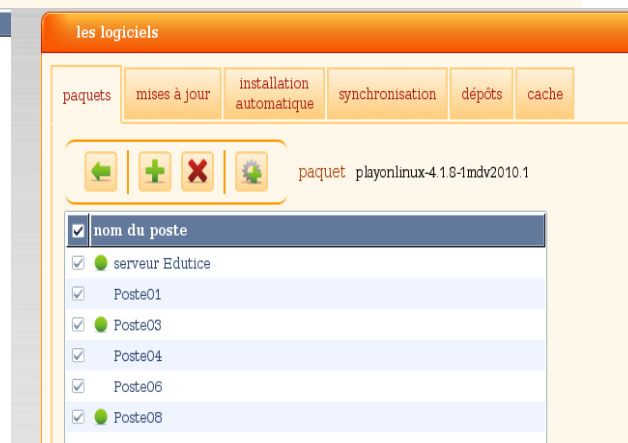 les logiciels
paquets
mises à jour
installation
automatique
synchronisation
dépôts
cache
paquet playonlinux-4.1.8-1mdv2010.1
nom du poste
serveur Edutice
Poste01
Poste03
Poste04
Poste06
Poste08